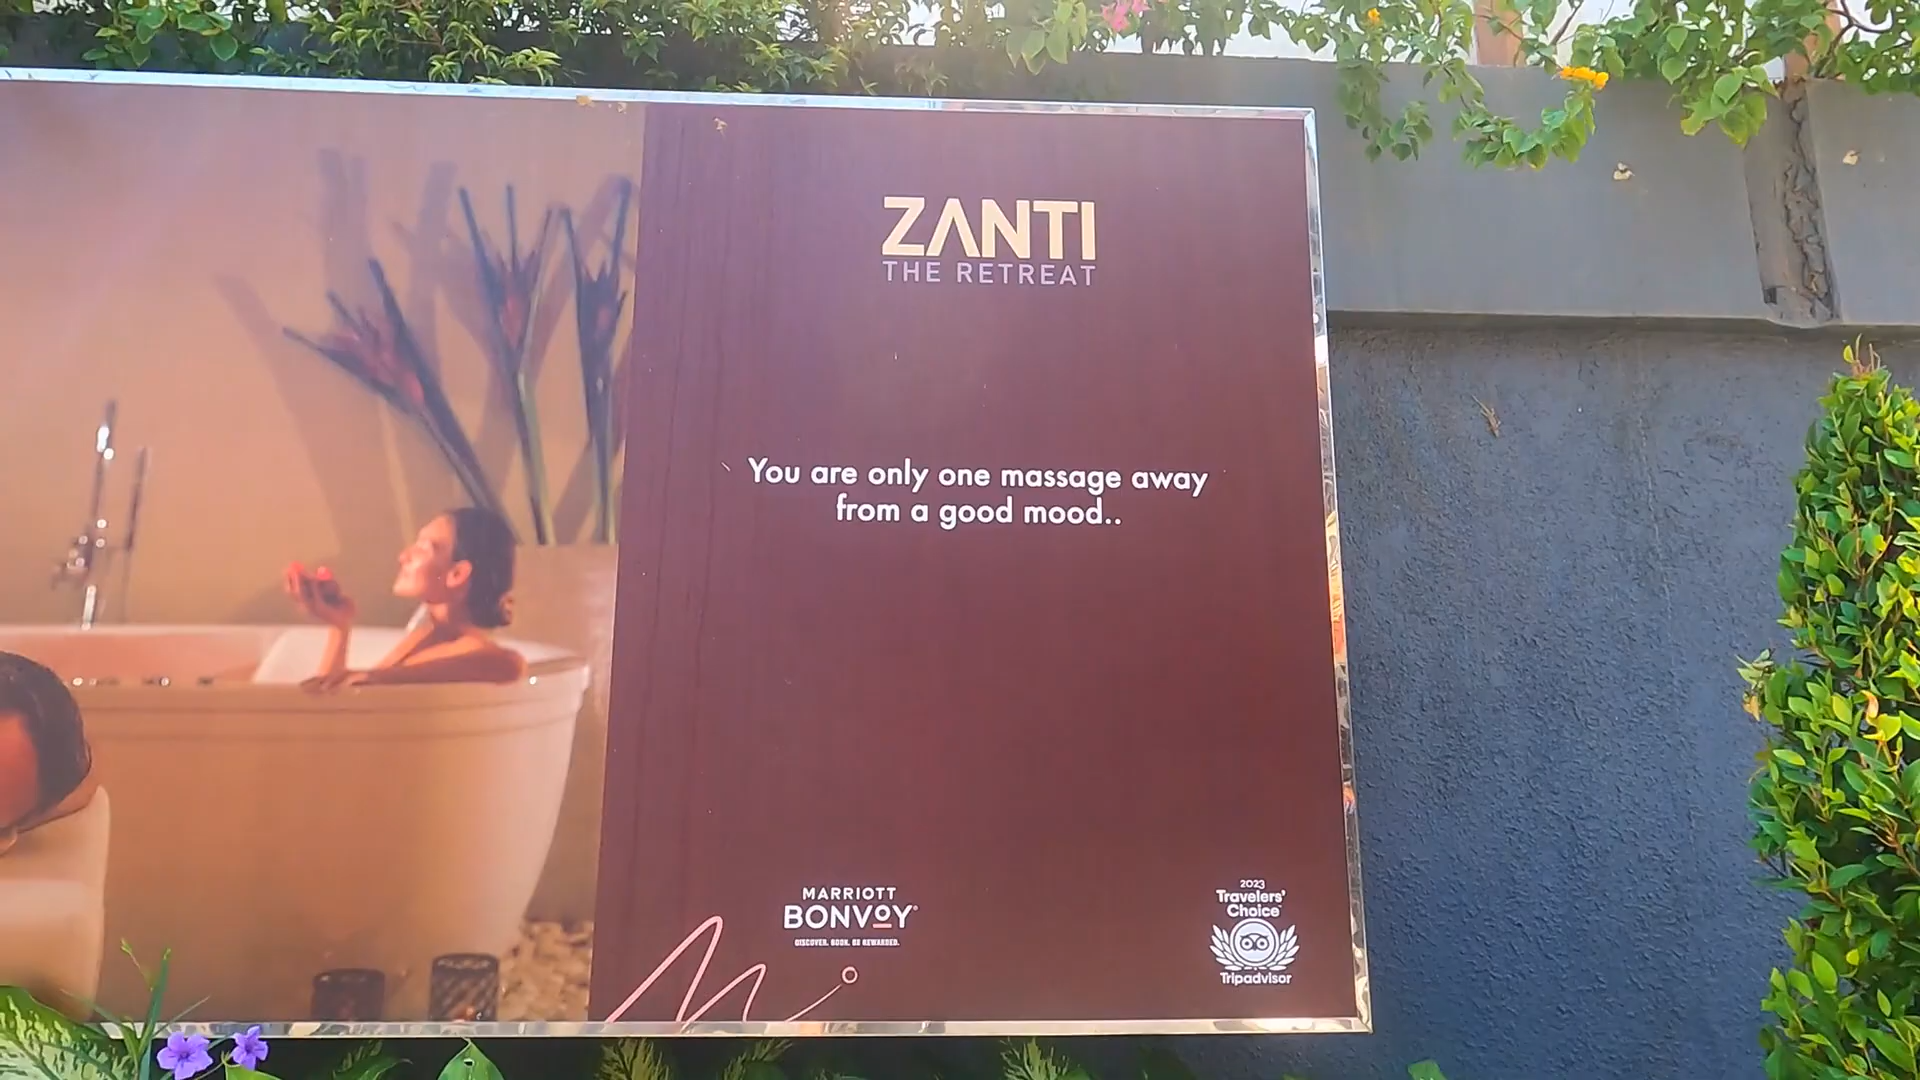 ZANTI
THE RETREAT
You are only one massage away
from a good mood..
MARRIOTT
BONVOY®
DISCOVER. BOOK. BE REWARDED.
2023
Travelers'
Choice
Tripadvisor